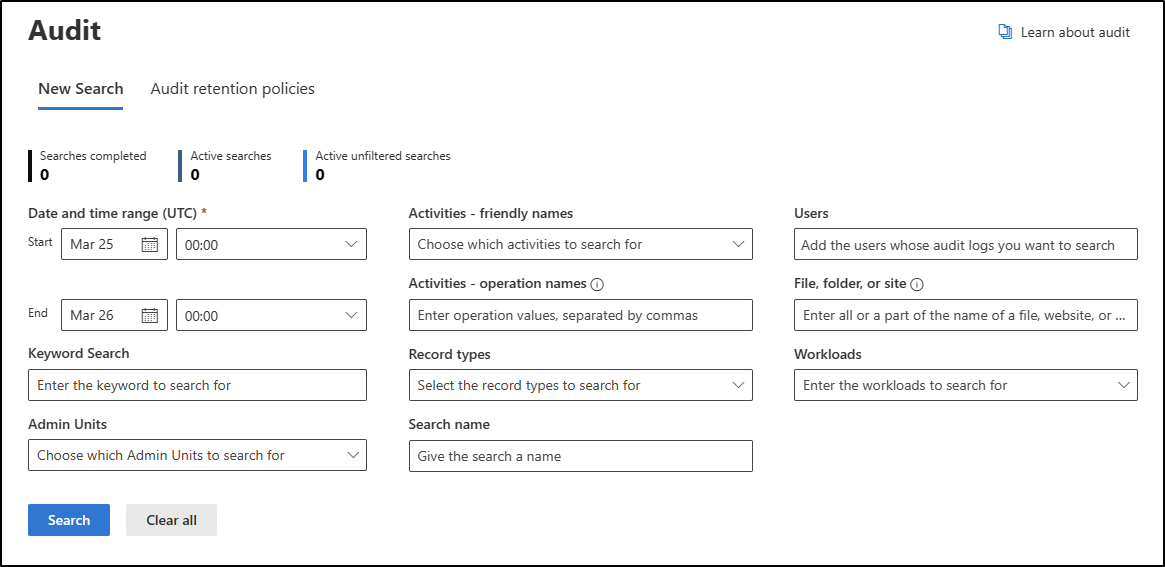 Audit
Learn about audit
New Search
Audit retention policies
Searches completed
0
Active searches
0
Active unfiltered searches
0
Date and time range (UTC) *
Start
Mar 25
00:00
End
Mar 26
00:00
Keyword Search
Enter the keyword to search for
Admin Units
Choose which Admin Units to search for
Activities - friendly names
Choose which activities to search for
Activities - operation names
Enter operation values, separated by commas
Record types
Select the record types to search for
Search name
Give the search a name
Users
Add the users whose audit logs you want to search
File, folder, or site
Enter all or a part of the name of a file, website, or ...
Workloads
Enter the workloads to search for
Search
Clear all